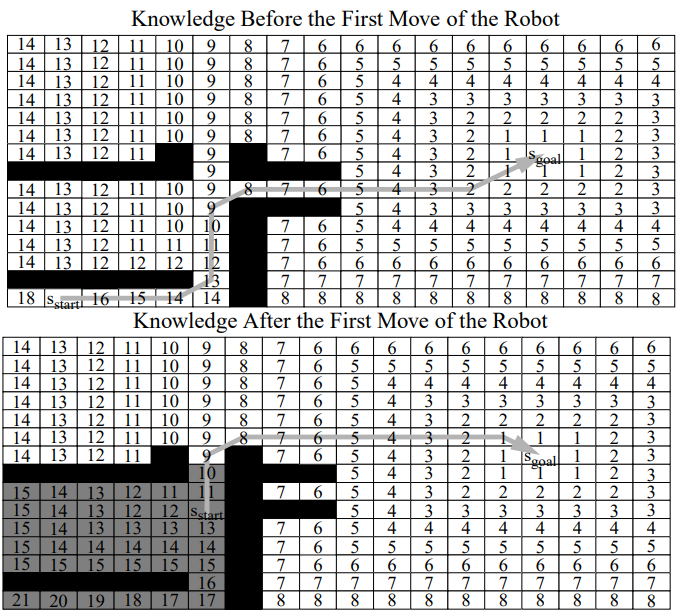 Knowledge Before the First Move of the Robot
14 13 12 11 10 9 8 7 6 6 6 6 6 6 6 6 6 6
14 13 12 11 10 9 8 7 6 5 5 5 5 5 5 5 5 5
14 13 12 11 10 9 8 7 6 5 4 4 4 4 4 4 4 4
14 13 12 11 10 9 8 7 6 5 4 3 3 3 3 3 3 3
14 13 12 11 10 9 8 7 6 5 4 3 2 2 2 2 2 3
14 13 12 11 10 9 8 7 6 5 4 3 2 1 1 1 2 3
14 13 12 11 9 7 6 5 4 3 2 1 sgoal 1 2 3
9 5 4 3 2 1 1 1 2 3
14 13 12 11 10 9 8 7 6 5 4 3 2 2 2 2 2 3
14 13 12 11 10 9 5 4 3 3 3 3 3 3 3
14 13 12 11 10 10 7 6 5 4 4 4 4 4 4 4 4
14 13 12 11 11 11 7 6 5 5 5 5 5 5 5 5 5
14 13 12 12 12 12 7 6 6 6 6 6 6 6 6 6 6
13 7 7 7 7 7 7 7 7 7 7 7
18 sstart 16 15 14 14 8 8 8 8 8 8 8 8 8 8 8
Knowledge After the First Move of the Robot
14 13 12 11 10 9 8 7 6 6 6 6 6 6 6 6 6 6
14 13 12 11 10 9 8 7 6 5 5 5 5 5 5 5 5 5
14 13 12 11 10 9 8 7 6 5 4 4 4 4 4 4 4 4
14 13 12 11 10 9 8 7 6 5 4 3 3 3 3 3 3 3
14 13 12 11 10 9 8 7 6 5 4 3 2 2 2 2 2 3
14 13 12 11 10 9 8 7 6 5 4 3 2 1 1 1 2 3
14 13 12 11 9 7 6 5 4 3 2 1 sgoal 1 2 3
10 5 4 3 2 1 1 1 2 3
15 14 13 12 11 11 7 6 5 4 3 2 2 2 2 2 3
15 14 13 12 12 sstart 5 4 3 3 3 3 3 3 3
15 14 13 13 13 13 7 6 5 4 4 4 4 4 4 4 4
15 14 14 14 14 14 7 6 5 5 5 5 5 5 5 5 5
15 15 15 15 15 15 7 6 6 6 6 6 6 6 6 6 6
16 7 7 7 7 7 7 7 7 7 7 7
21 20 19 18 17 17 8 8 8 8 8 8 8 8 8 8 8